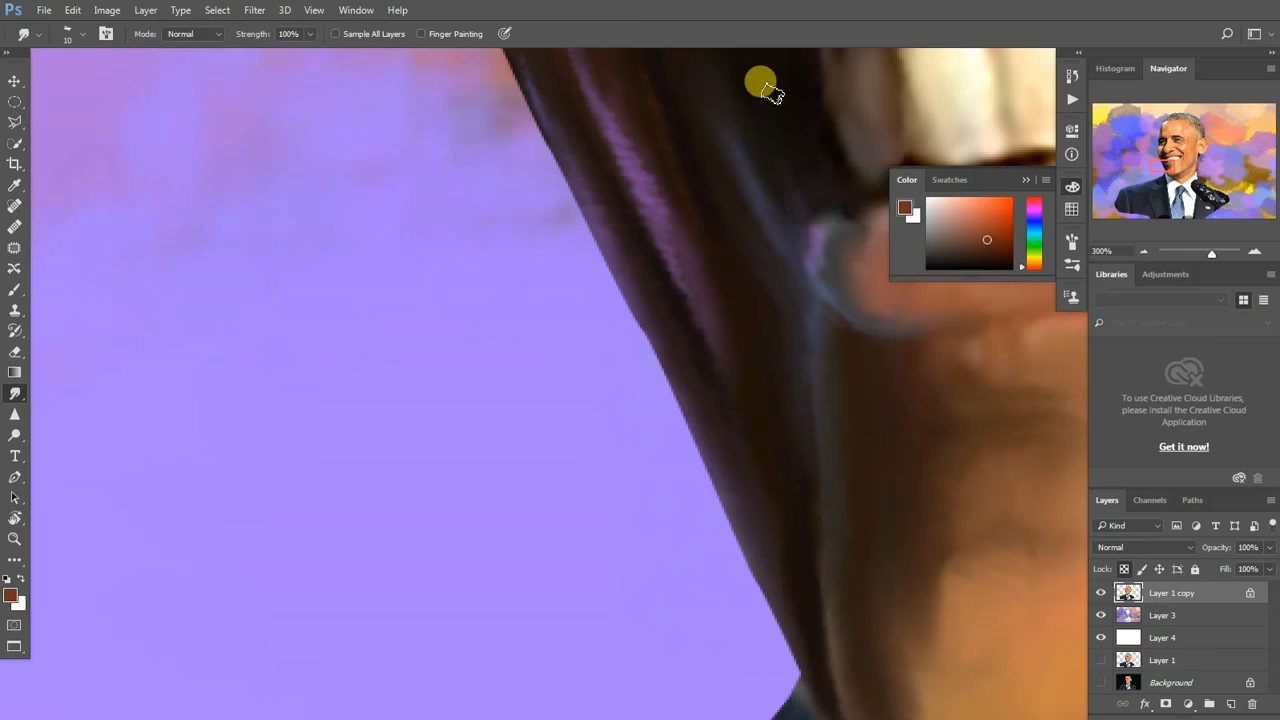 Ps File Edit Image Layer Type Select Filter 3D View Window Help
10 Mode: Normal Strength: 100% Sample All Layers Finger Painting
Histogram Navigator
Color Swatches
300%
Libraries Adjustments
To use Creative Cloud Libraries,
please install the Creative Cloud
Application
Get it now!
Layers Channels Paths
Kind
Normal Opacity: 100%
Lock: Fill: 100%
Layer 1 copy
Layer 3
Layer 4
Layer 1
Background
fx